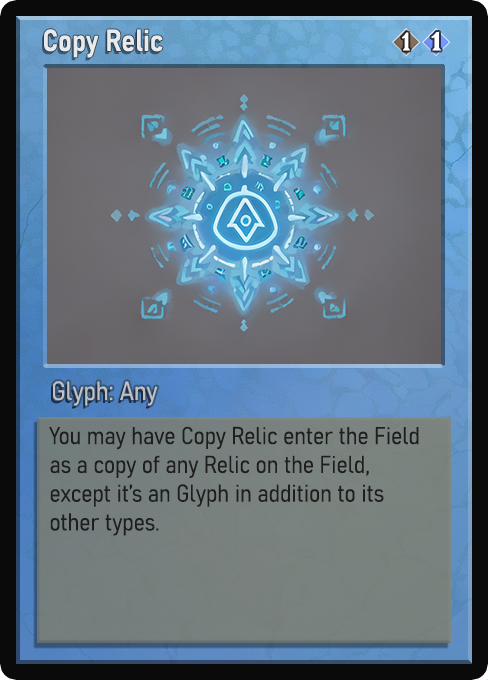 Copy Relic 1 1
Glyph: Any
You may have Copy Relic enter the Field
as a copy of any Relic on the Field,
except it's an Glyph in addition to its
other types.